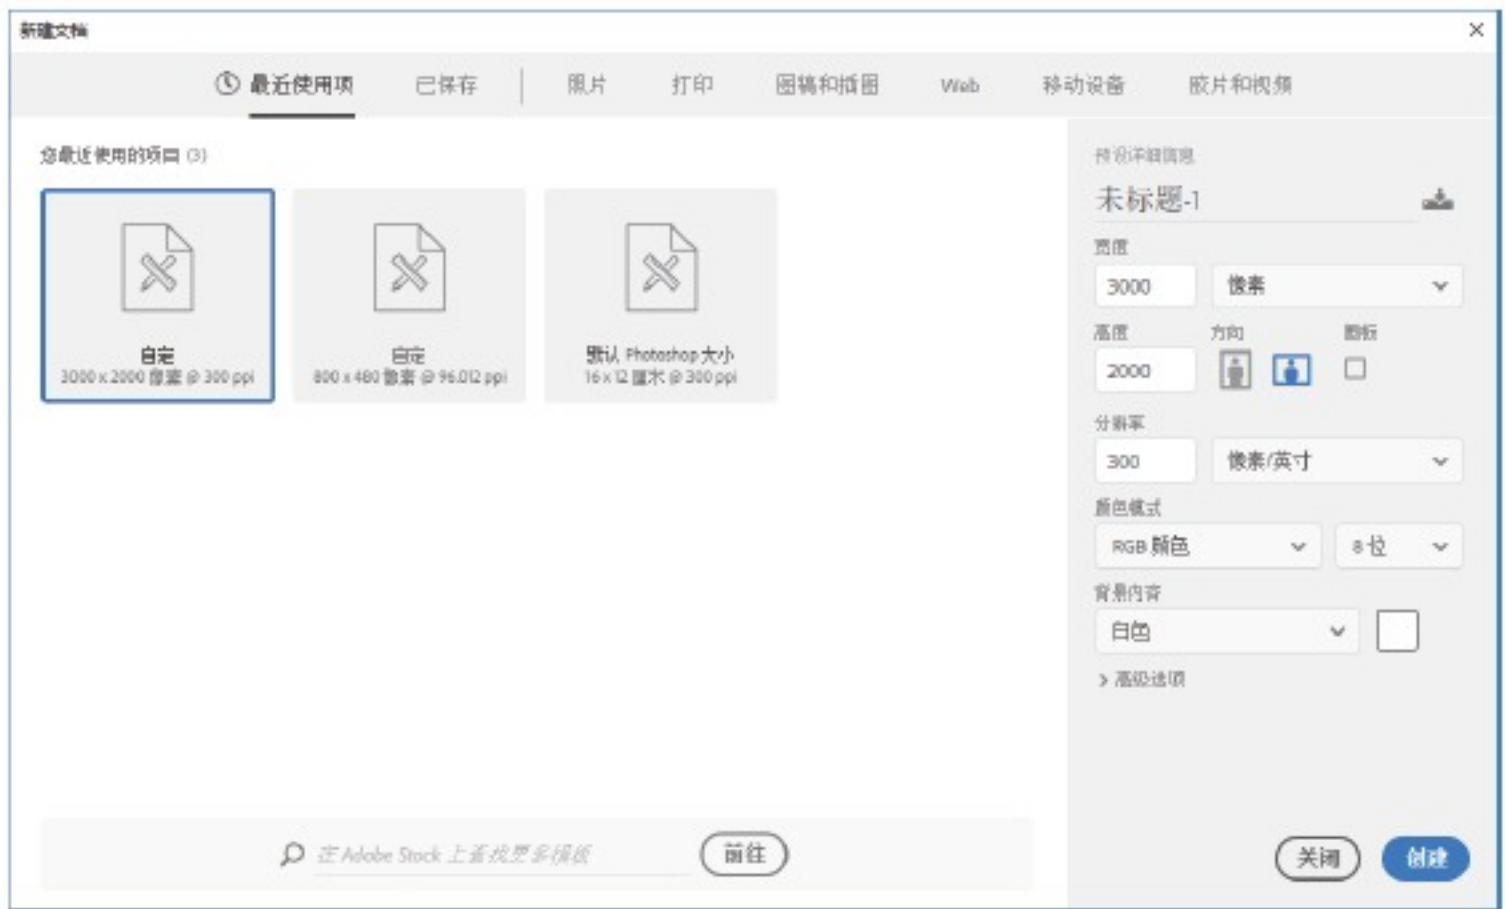 新建文档
最近使用项 已保存 照片 打印 图稿和插图 Web 移动设备 胶片和视频
您最近使用的项目 (3)
自定
3000 x 2000 像素 @ 300 ppi
自定
800 x 480 像素 @ 96.012 ppi
默认 Photoshop 大小
16 x 12 厘米 @ 300 ppi
在 Adobe Stock 上查找更多模板
前往
预设详细信息
未标题-1
宽度
3000 像素
高度 方向 画板
2000
分辨率
300 像素/英寸
颜色模式
RGB 颜色 8 位
背景内容
白色
高级选项
关闭 创建